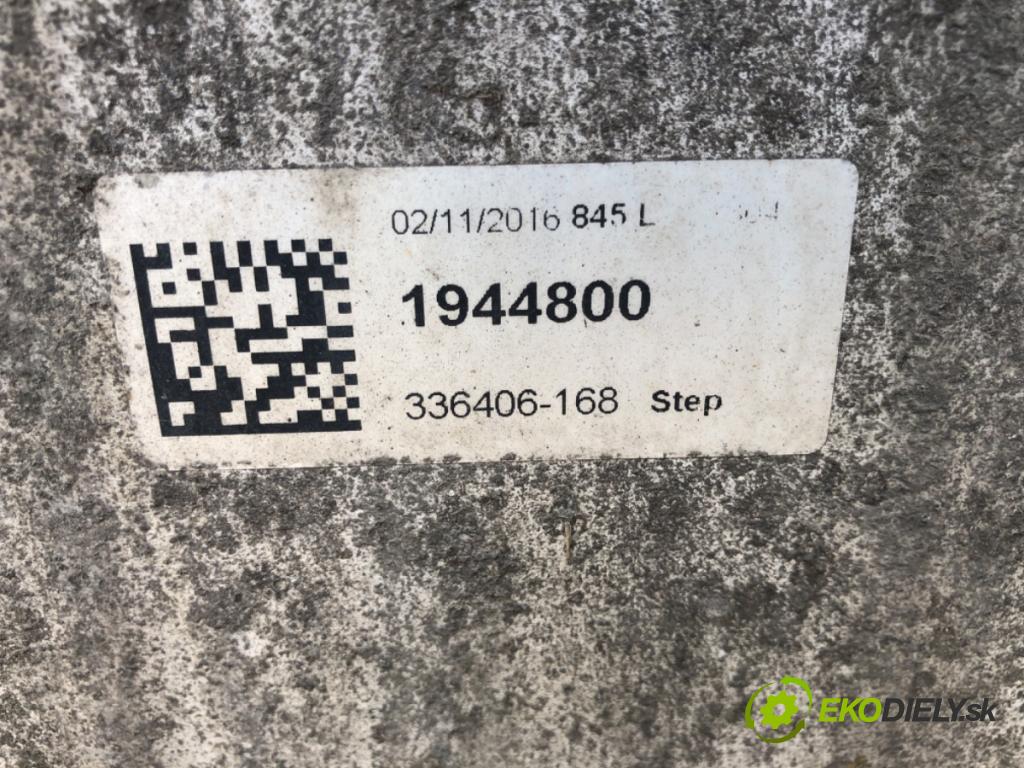 02/11/2016 845 L
1944800
336406-168 Step
EKODIELY.sk